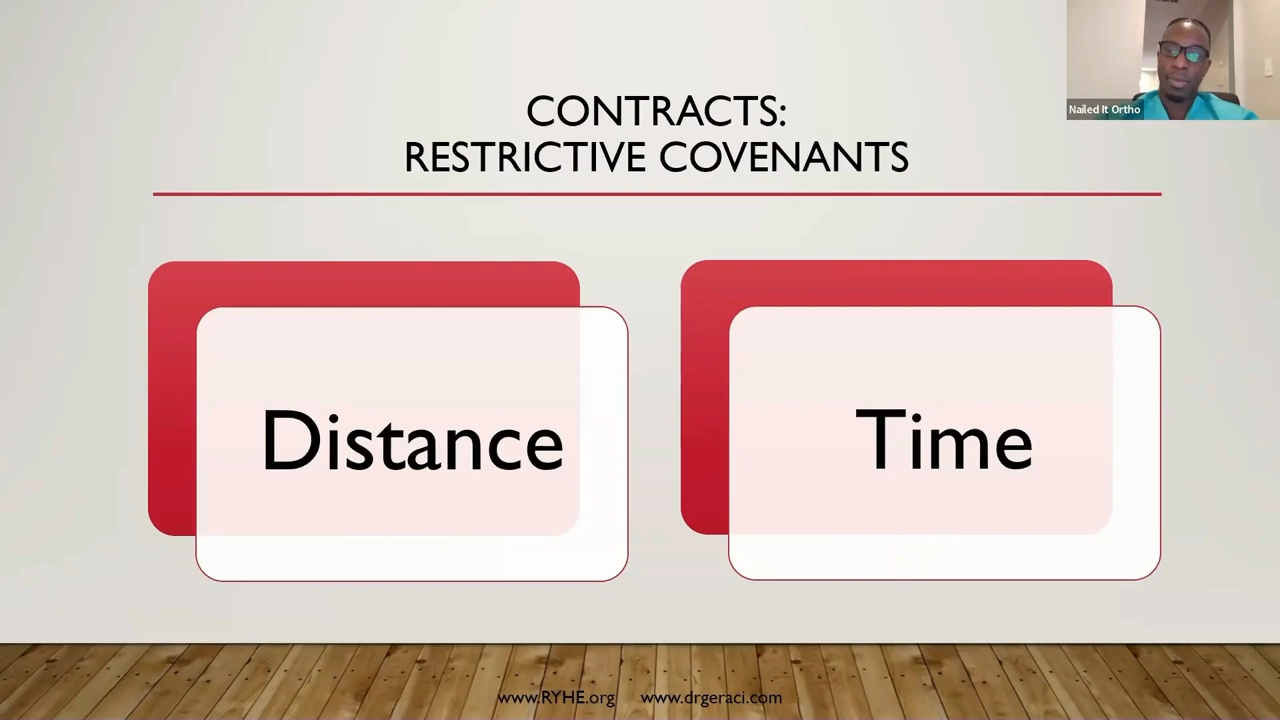 Nailed It Ortho
CONTRACTS:
RESTRICTIVE COVENANTS
Distance
Time
www.RYHE.org www.drgeraci.com